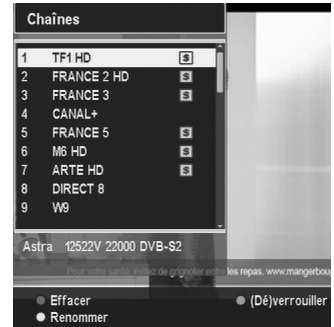 Chaînes
1 TF1 HD $
2 FRANCE 2 HD $
3 FRANCE 3 $
4 CANAL+
5 FRANCE 5 $
6 M6 HD $
7 ARTE HD $
8 DIRECT 8
9 W9
Astra 12522V 22000 DVB-S2
Pour votre santé, évitez de grignoter entre les repas. www.mangerboug
Effacer (Dé)verrouiller
Renommer